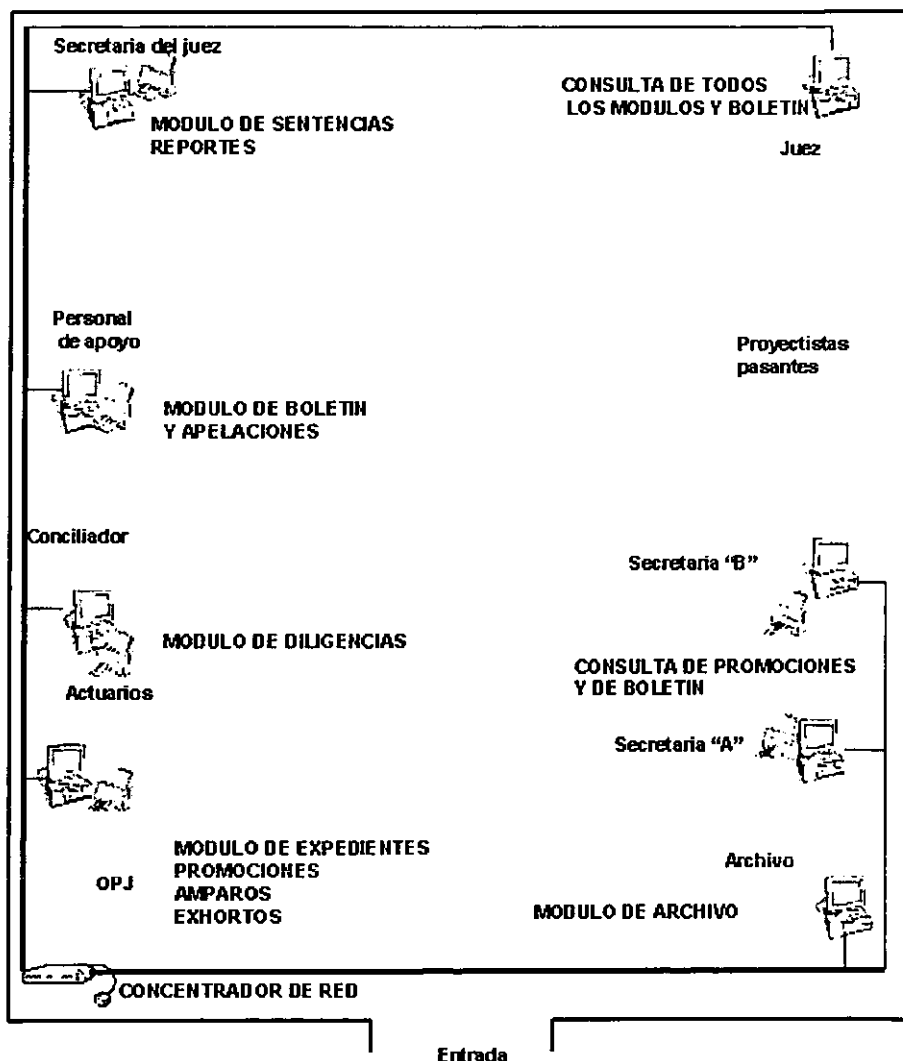 Secretaria del juez
MODULO DE SENTENCIAS
REPORTES
CONSULTA DE TODOS
LOS MODULOS Y BOLETIN
Juez
Personal
de apoyo
MODULO DE BOLETIN
Y APELACIONES
Proyectistas
pasantes
Conciliador
MODULO DE DILIGENCIAS
Actuarios
Secretaria “B”
CONSULTA DE PROMOCIONES
Y DE BOLETIN
Secretaria “A”
OPJ
MODULO DE EXPEDIENTES
PROMOCIONES
AMPAROS
EXHORTOS
Archivo
MODULO DE ARCHIVO
CONCENTRADOR DE RED
Entrada